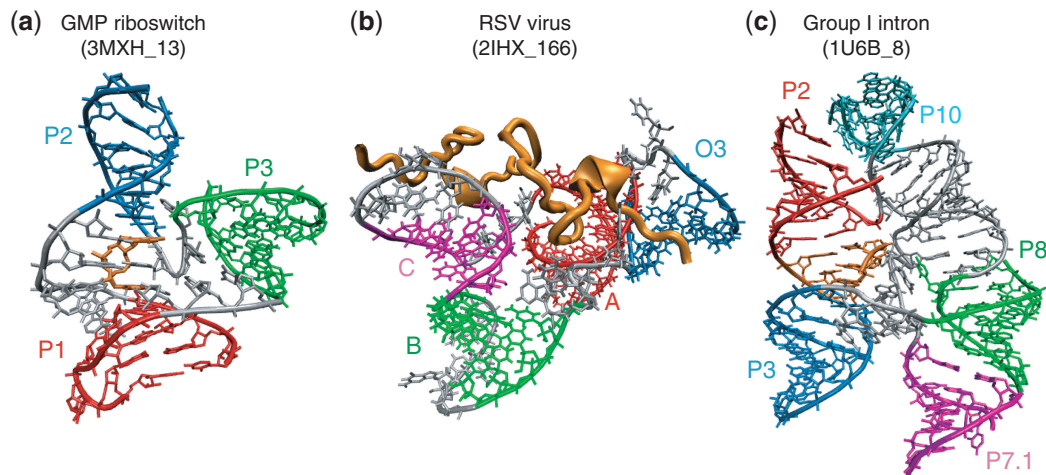 (a) GMP riboswitch
(3MXH_13)
P2
P3
P1
(b) RSV virus
(2IHX_166)
O3
C
A
B
(c) Group I intron
(1U6B_8)
P2
P10
P8
P3
P7.1